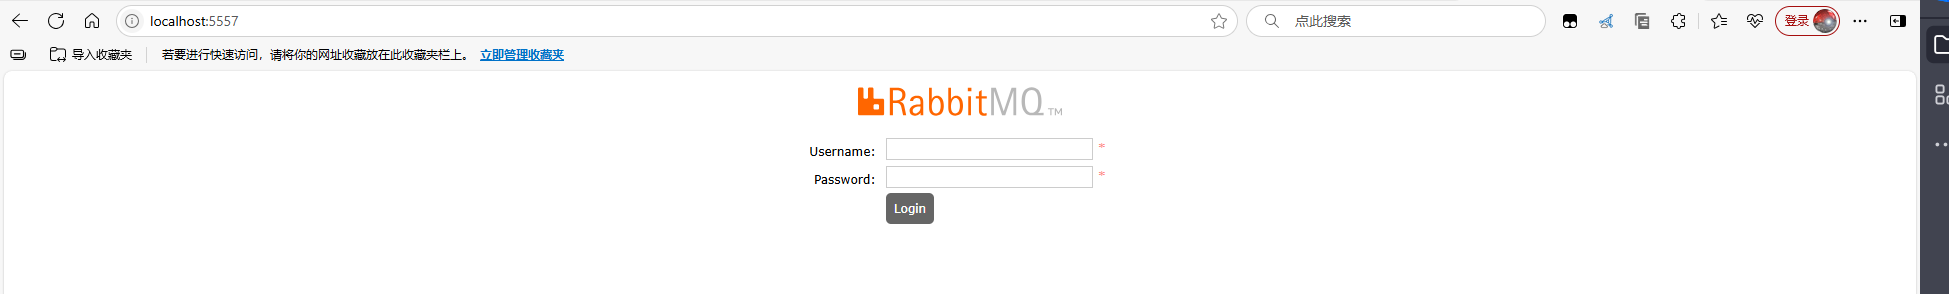 localhost:5557
点此搜索
登录
导入收藏夹
若要进行快速访问，请将你的网址收藏放在此收藏夹栏上。 立即管理收藏夹
RabbitMQ™
Username: *
Password: *
Login